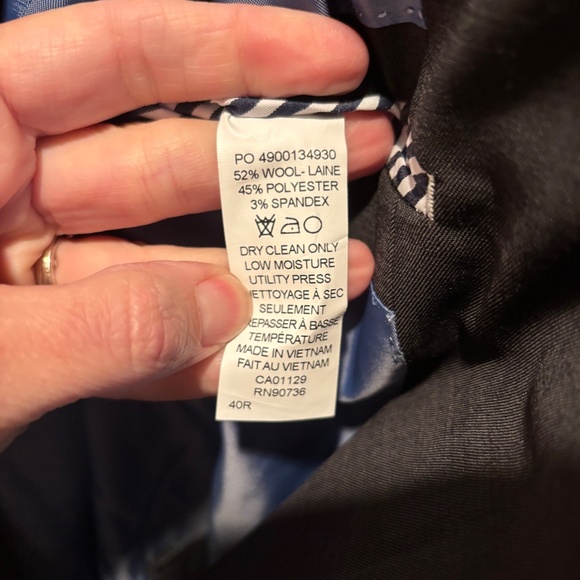 PO 4900134930
52% WOOL- LAINE
45% POLYESTER
3% SPANDEX
DRY CLEAN ONLY
LOW MOISTURE
UTILITY PRESS
NETTOYAGE À SEC
SEULEMENT
REPASSER À BASSE
TEMPÉRATURE
MADE IN VIETNAM
FAIT AU VIETNAM
CA01129
RN90736
40R